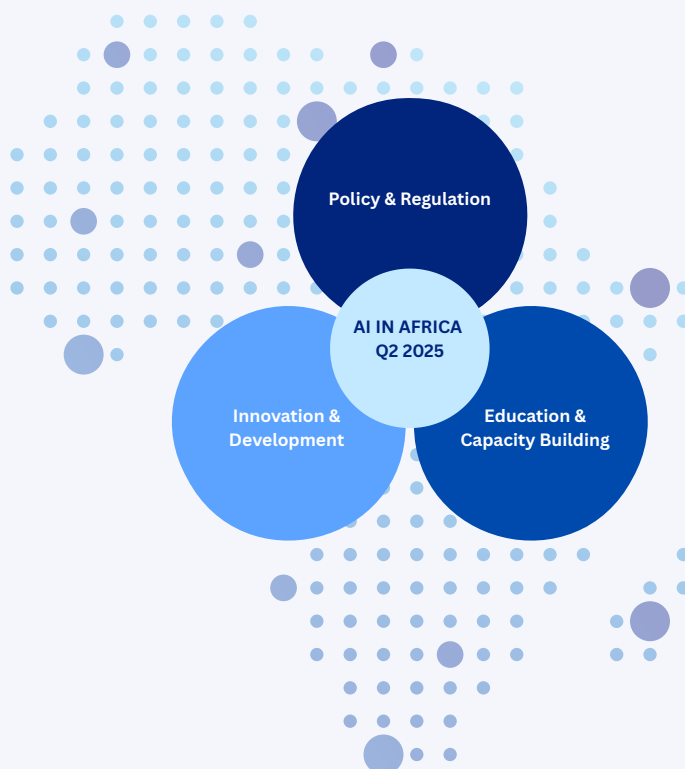 Policy & Regulation
AI IN AFRICA
Q2 2025
Innovation &
Development
Education &
Capacity Building